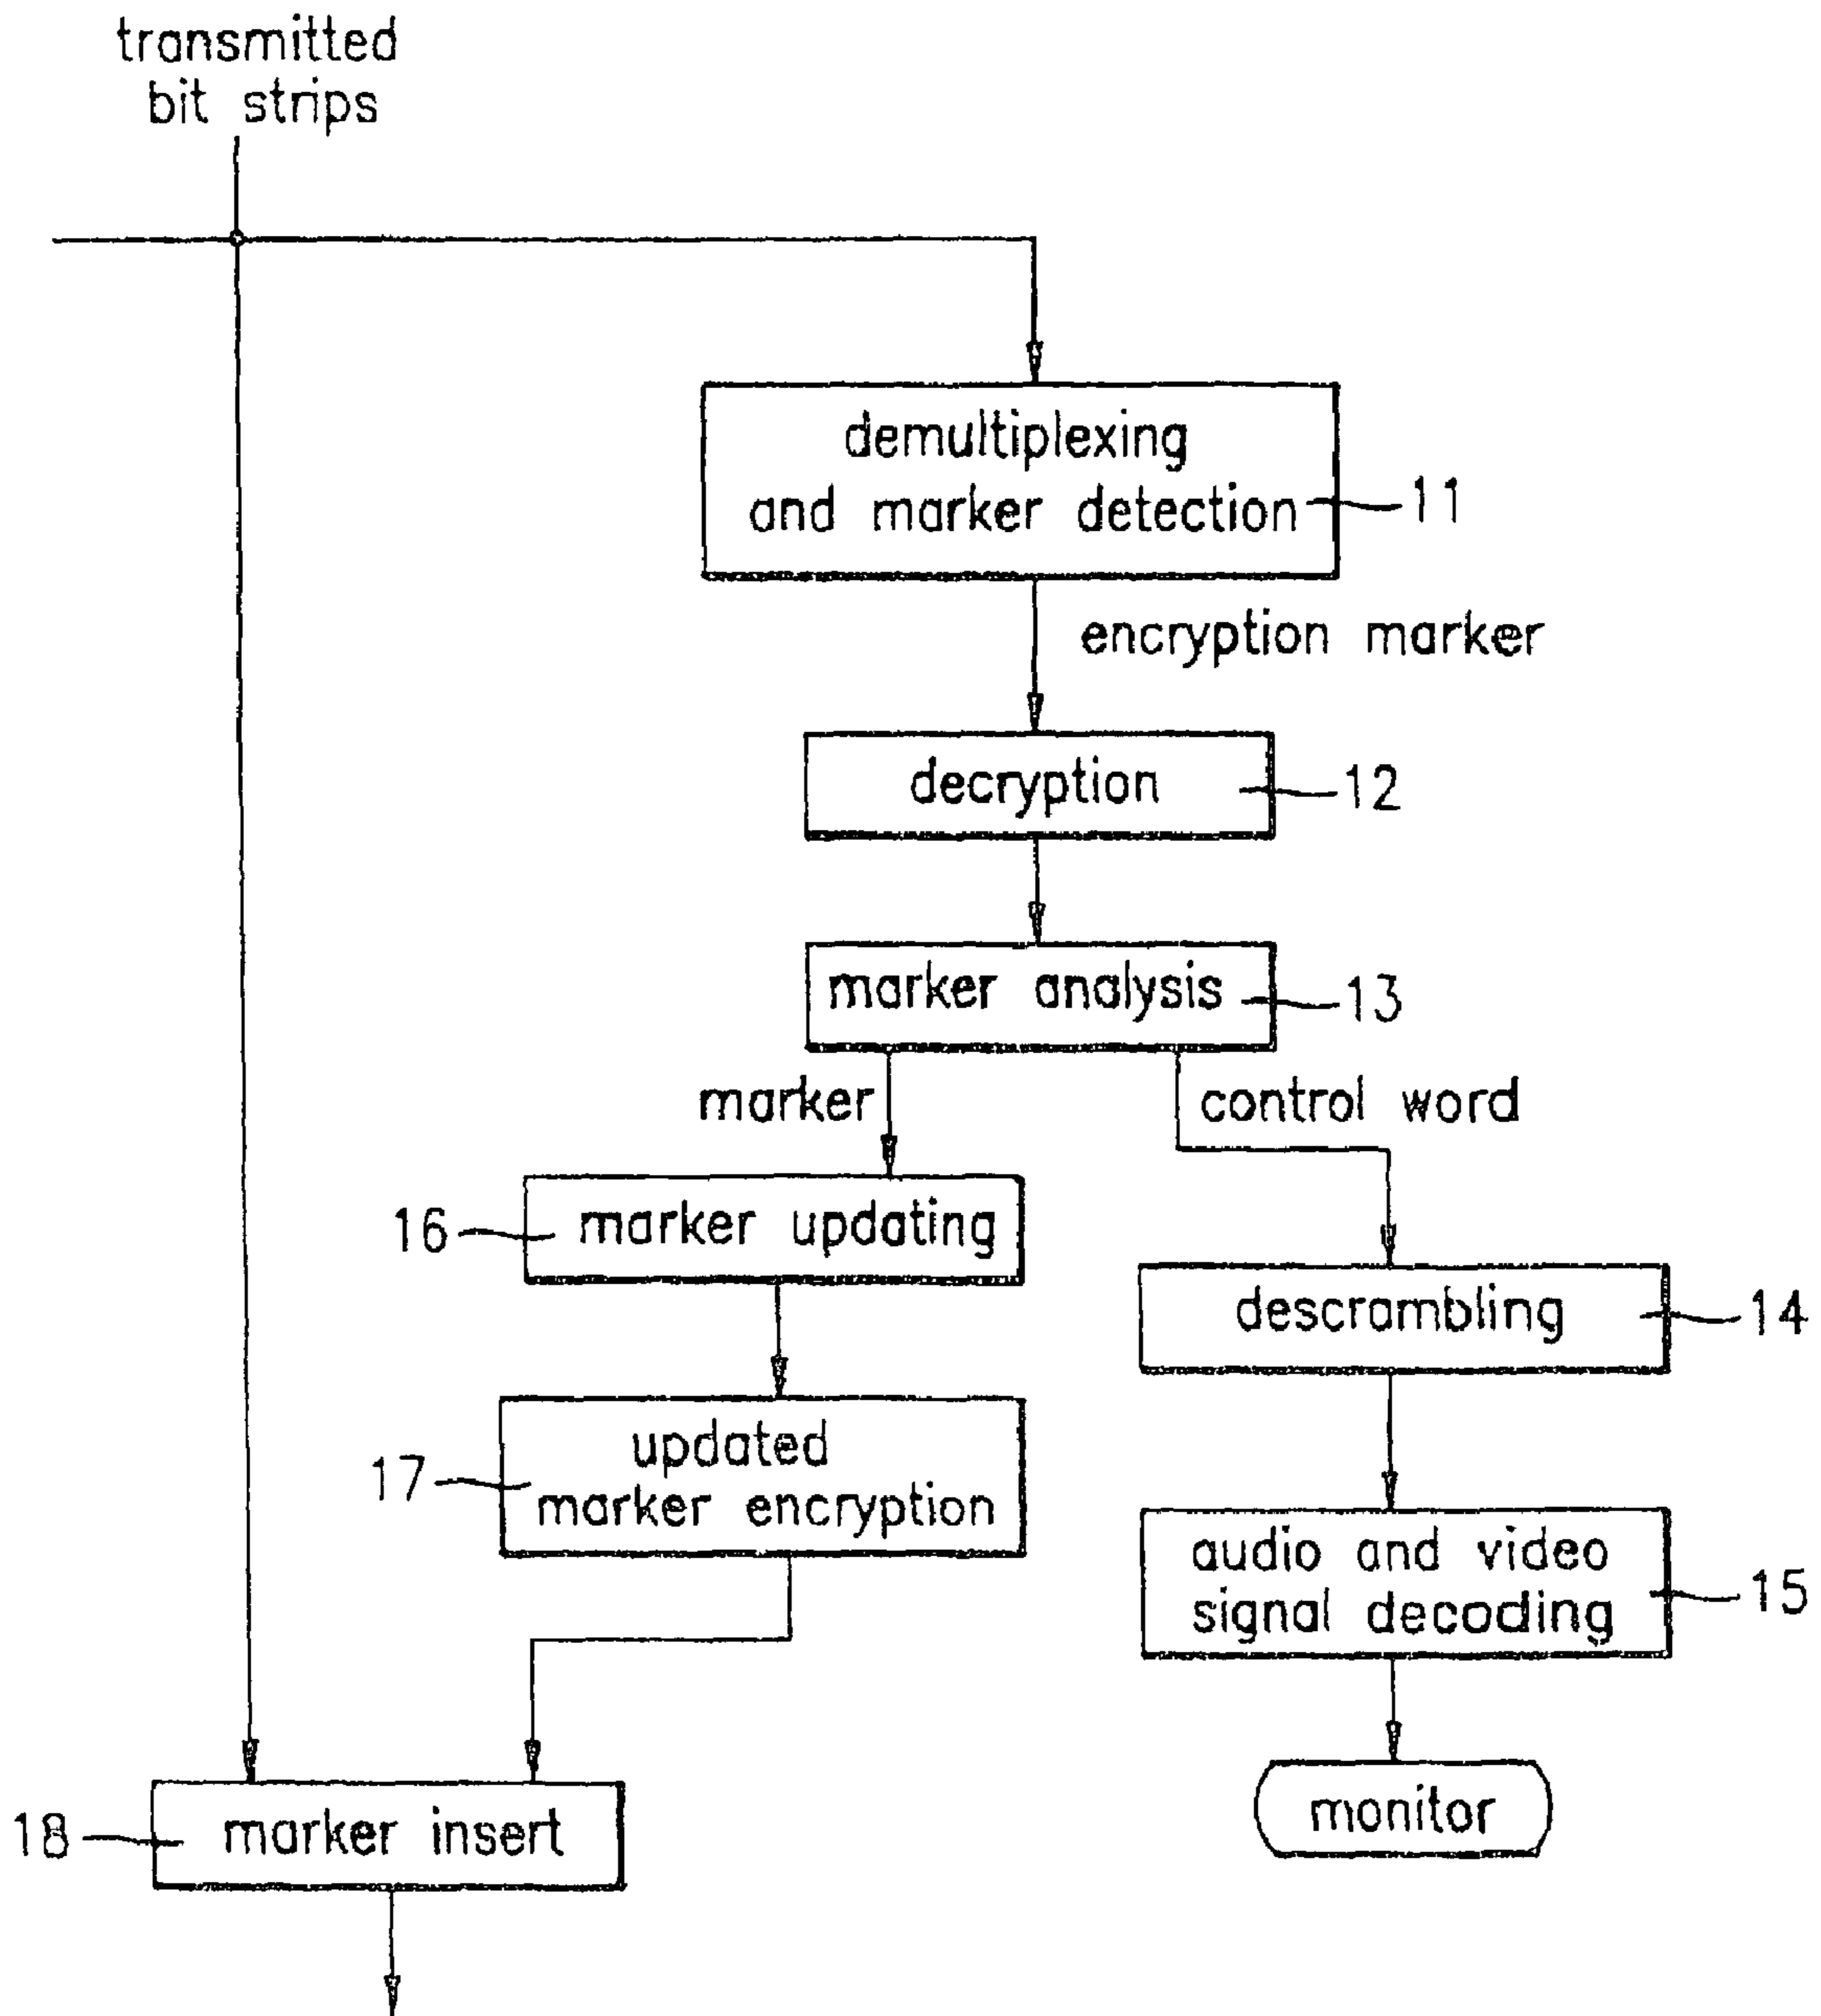 transmitted
bit strips
demultiplexing
and marker detection
11
encryption marker
decryption
12
marker analysis
13
marker
control word
16
marker updating
descrambling
14
updated
marker encryption
17
audio and video
signal decoding
15
18
marker insert
monitor